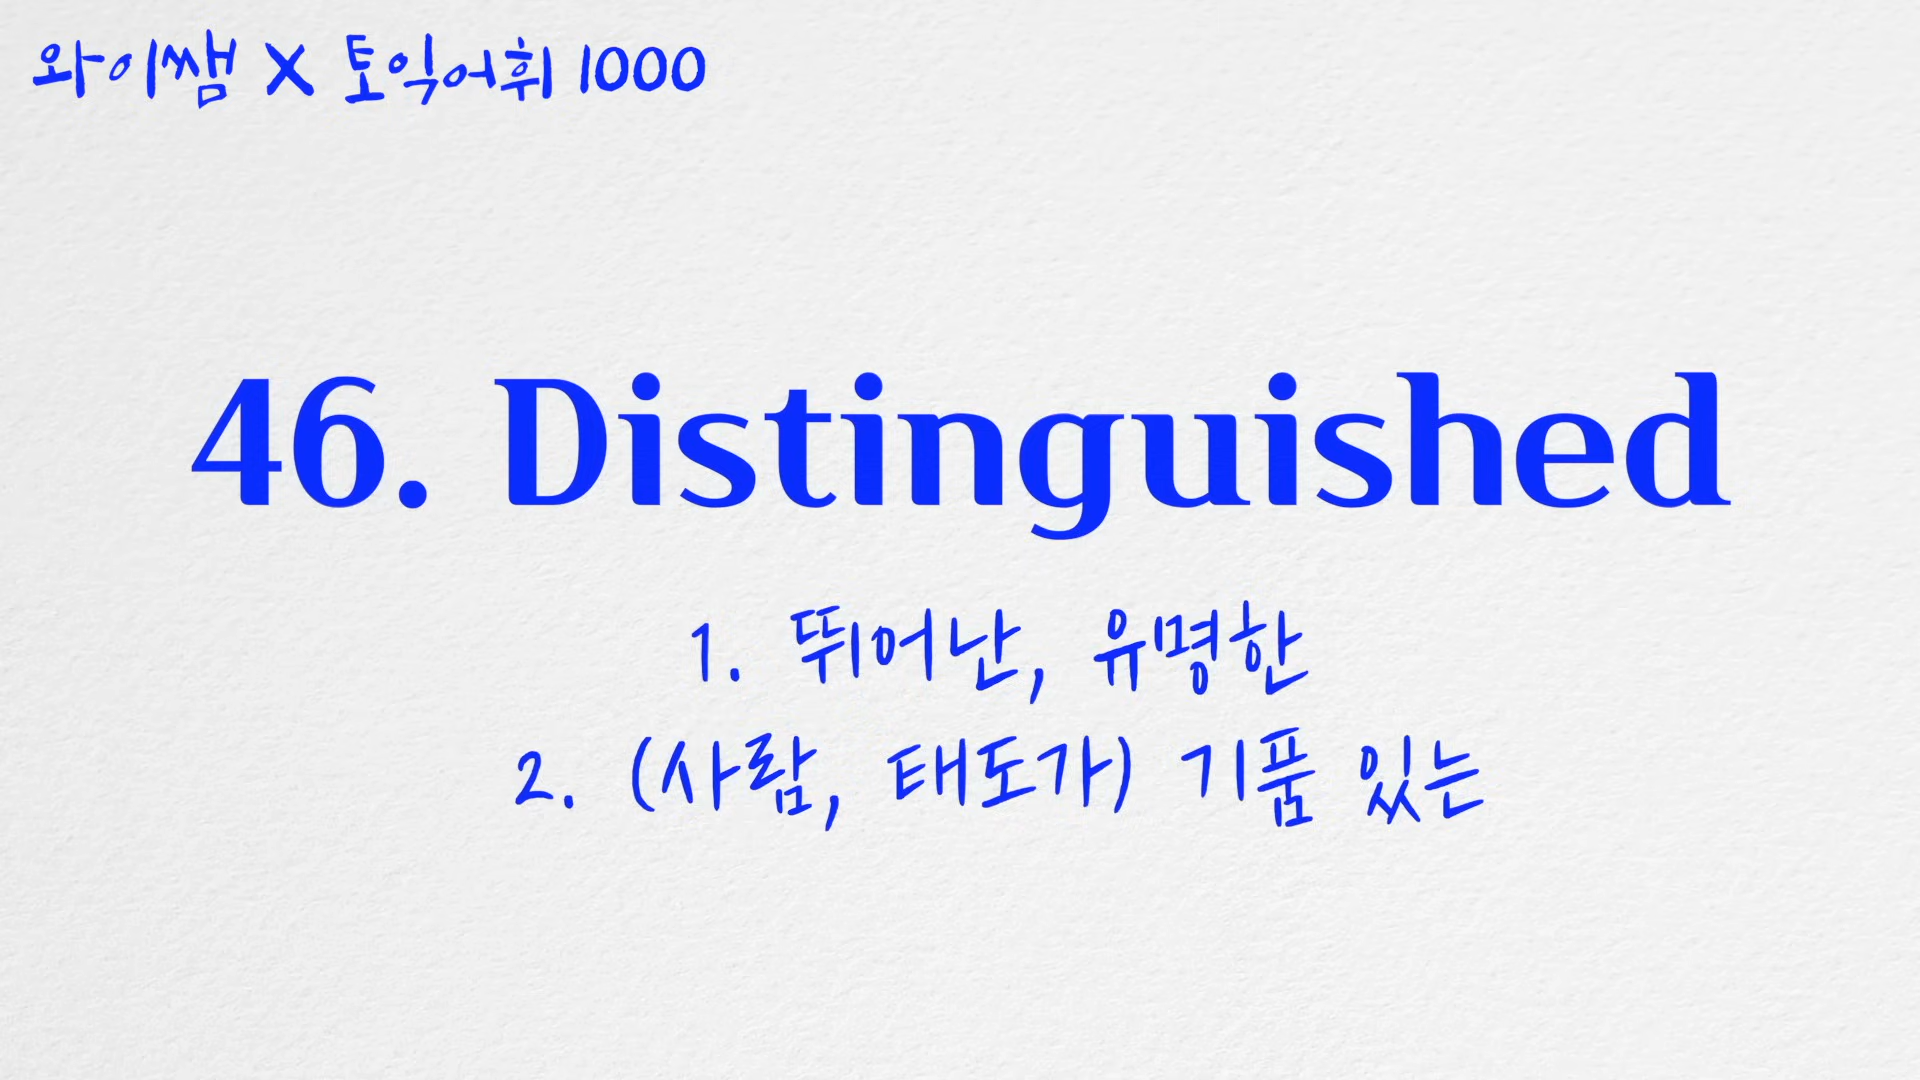 와이쌤 X 토익어휘 1000
46. Distinguished
1. 뛰어난, 유명한
2. (사람, 태도가) 기품 있는